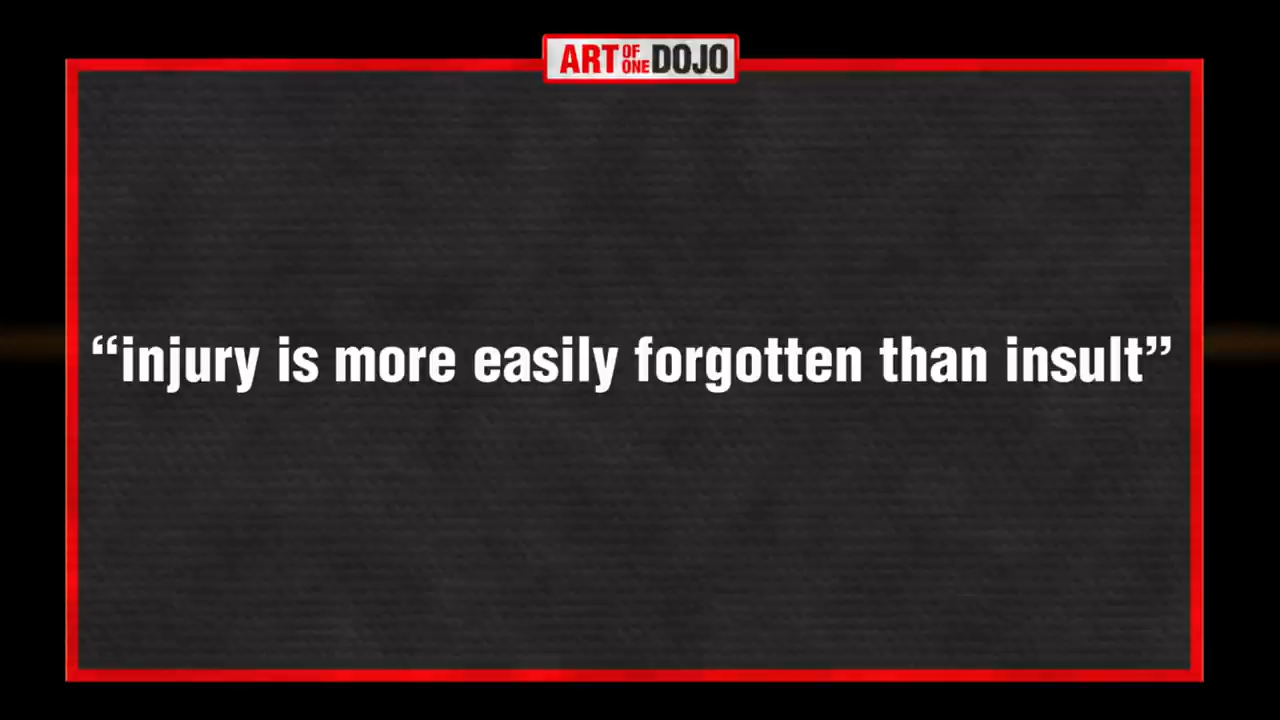 ART OF ONE DOJO
“injury is more easily forgotten than insult”